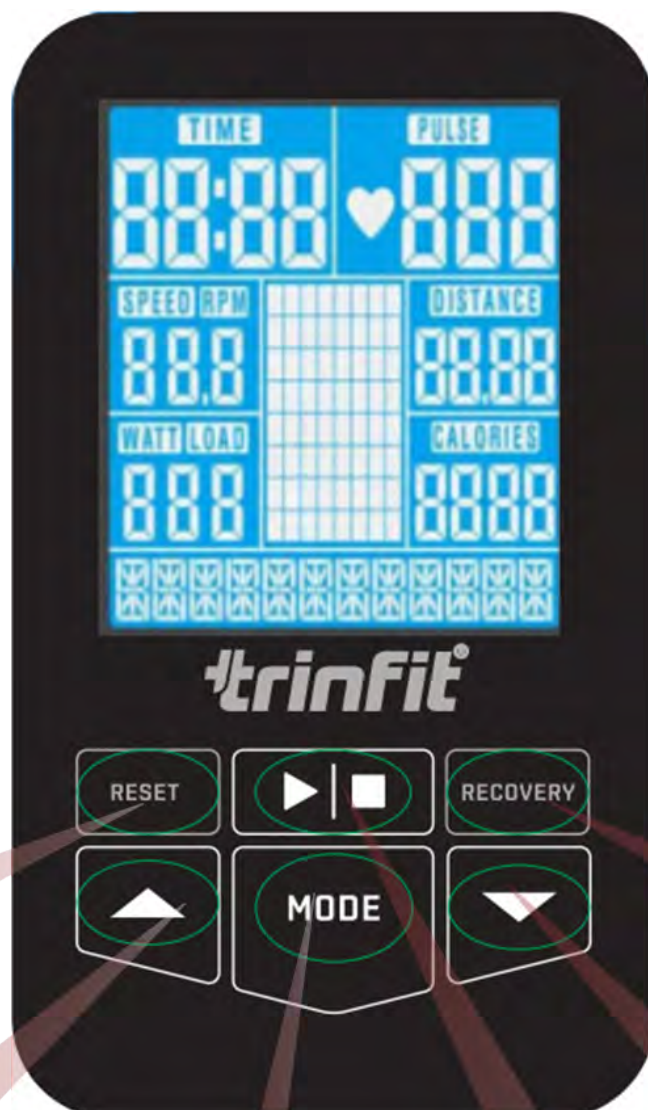 TIME PULSE
88:88 888
SPEED RPM DISTANCE
88.8 88.88
WATT LOAD CALORIES
888 8888
trinfit®
RESET RECOVERY
MODE